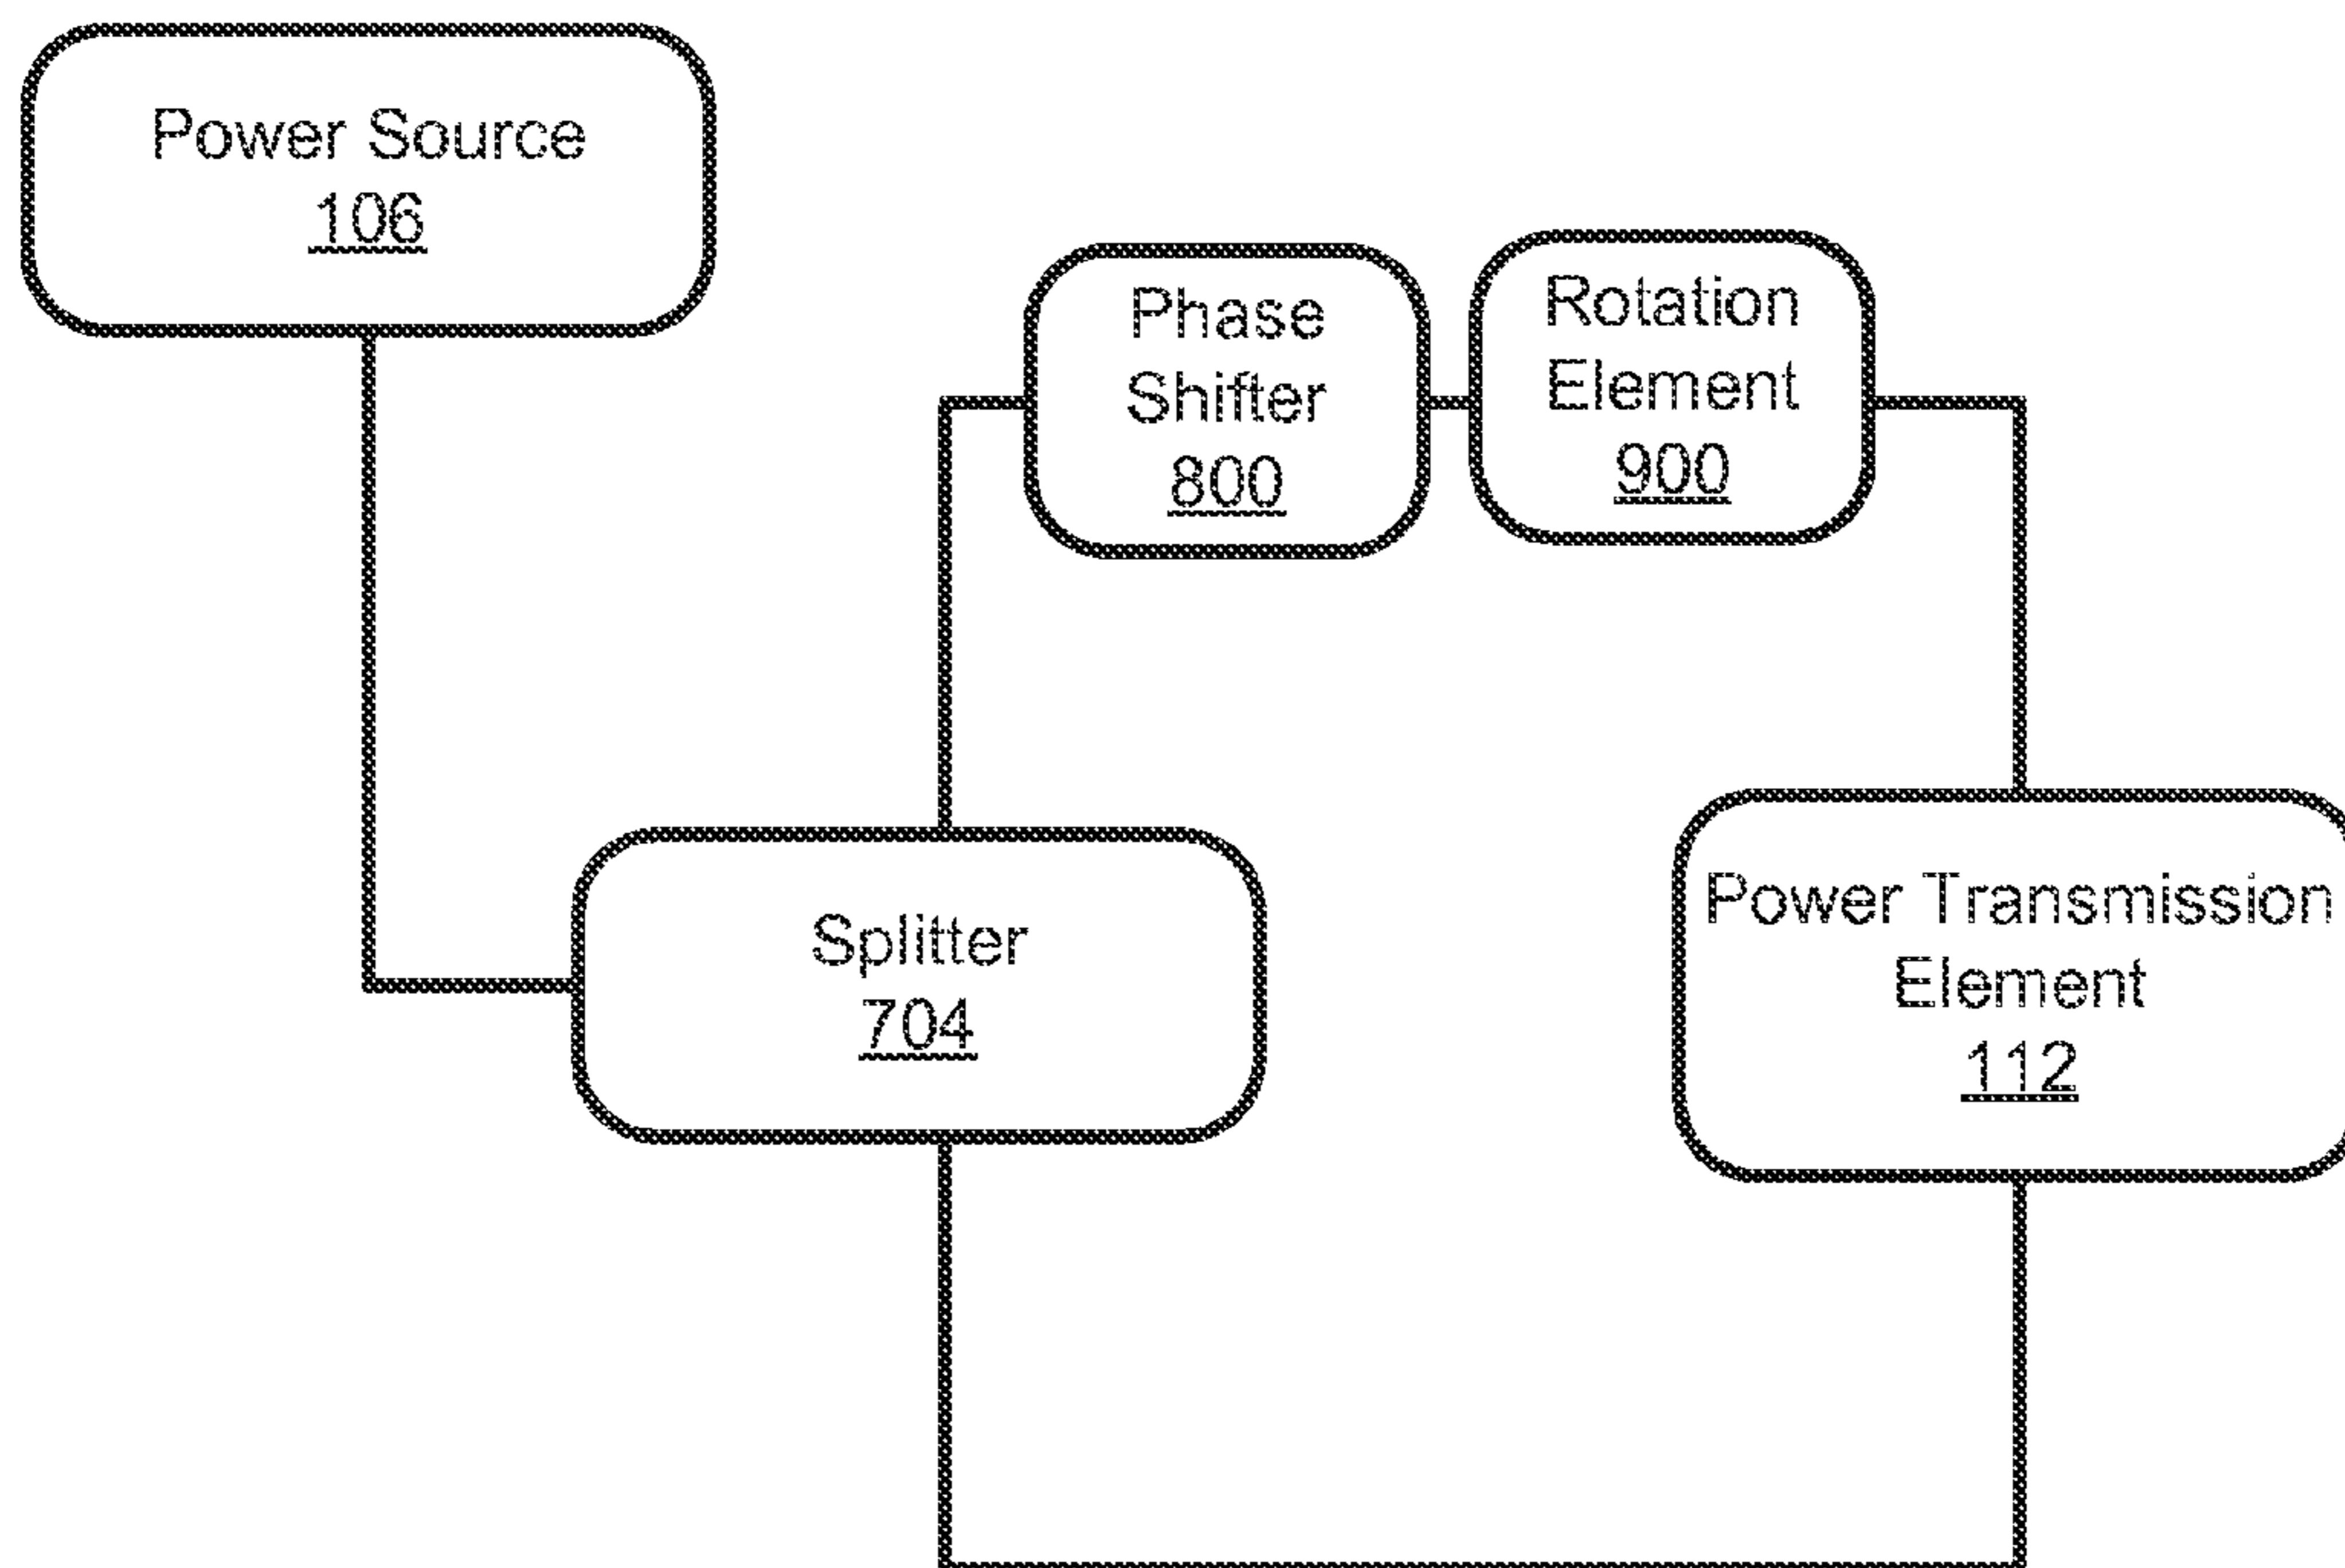 Power Source
106
Phase
Shifter
800
Rotation
Element
900
Splitter
704
Power Transmission
Element
112